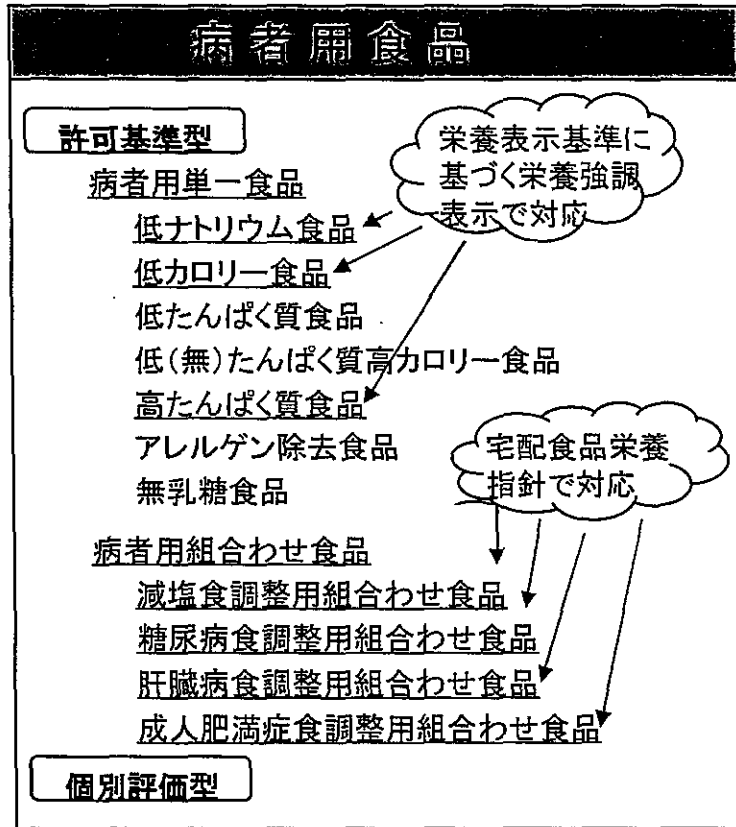 病者用食品
許可基準型
栄養表示基準に
基づく栄養強調
表示で対応
病者用単一食品
低ナトリウム食品
低カロリー食品
低たんぱく質食品
低(無)たんぱく質高カロリー食品
高たんぱく質食品
アレルゲン除去食品
無乳糖食品
宅配食品栄養
指針で対応
病者用組合わせ食品
減塩食調整用組合わせ食品
糖尿病食調整用組合わせ食品
肝臓病食調整用組合わせ食品
成人肥満症食調整用組合わせ食品
個別評価型